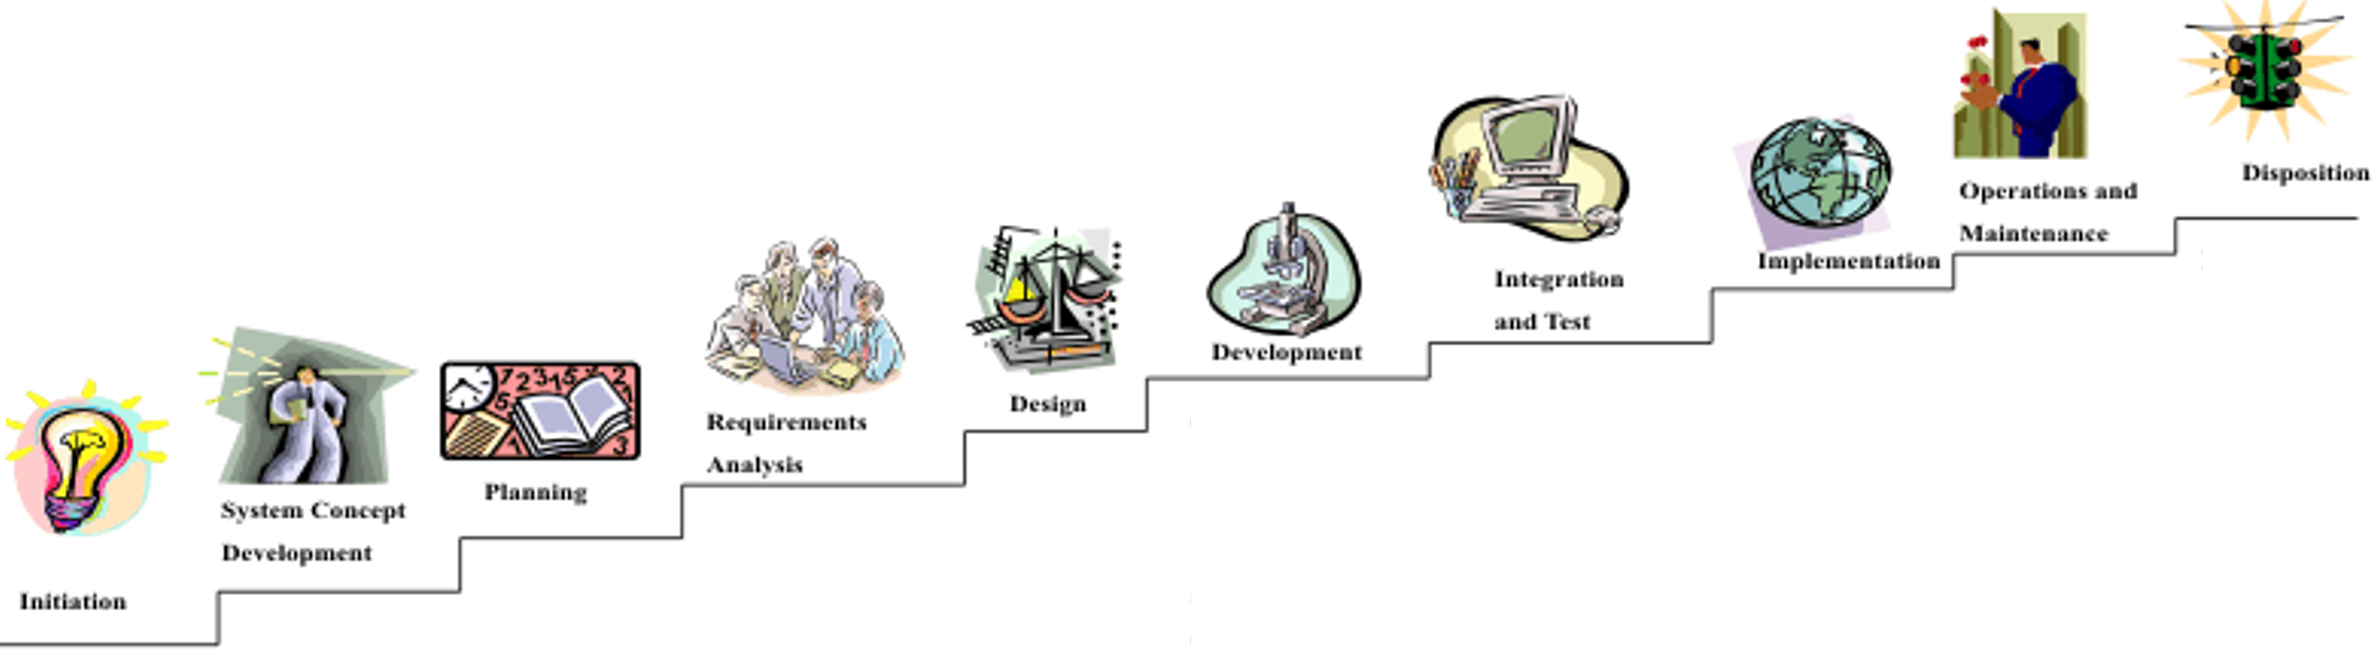 Initiation
System Concept
Development
Planning
Requirements
Analysis
Design
Development
Integration
and Test
Implementation
Operations and
Maintenance
Disposition